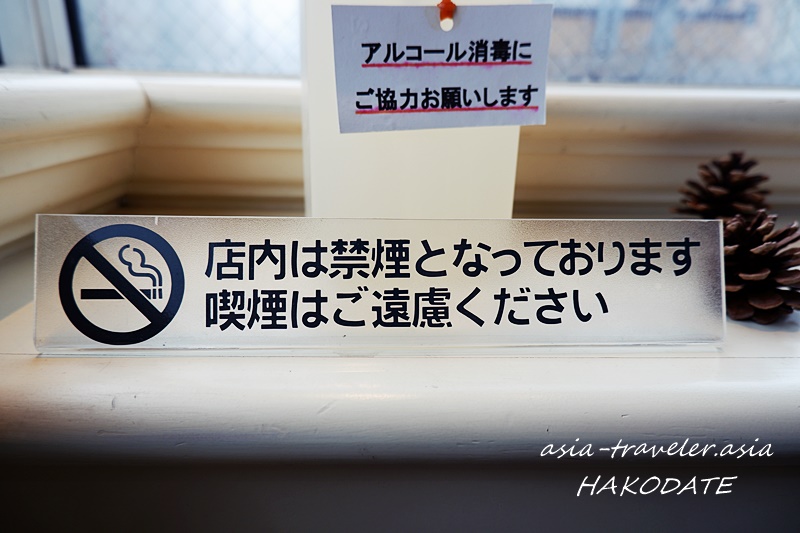 アルコール消毒に
ご協力お願いします
店内は禁煙となっております
喫煙はご遠慮ください
asia-traveler.asia
HAKODATE